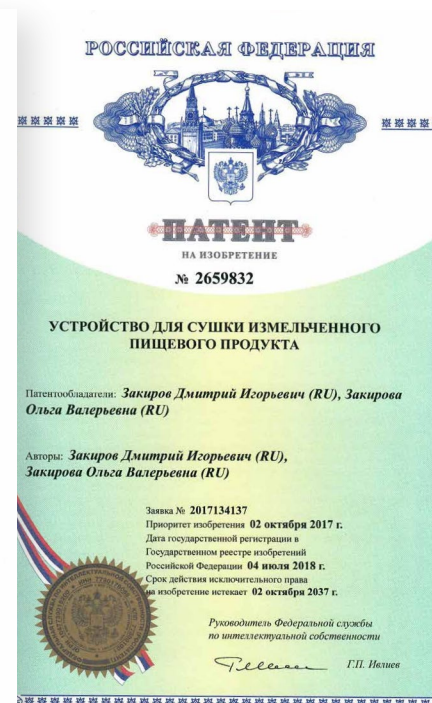 РОССИЙСКАЯ ФЕДЕРАЦИЯ
ПАТЕНТ
НА ИЗОБРЕТЕНИЕ
№ 2659832
УСТРОЙСТВО ДЛЯ СУШКИ ИЗМЕЛЬЧЕННОГО
ПИЩЕВОГО ПРОДУКТА
Патентообладатели: Закиров Дмитрий Игорьевич (RU), Закирова
Ольга Валерьевна (RU)
Авторы: Закиров Дмитрий Игорьевич (RU),
Закирова Ольга Валерьевна (RU)
Заявка № 2017134137
Приоритет изобретения 02 октября 2017 г.
Дата государственной регистрации в
Государственном реестре изобретений
Российской Федерации 04 июля 2018 г.
Срок действия исключительного права
на изобретение истекает 02 октября 2037 г.
Руководитель Федеральной службы
по интеллектуальной собственности
Г.П. Ивлиев